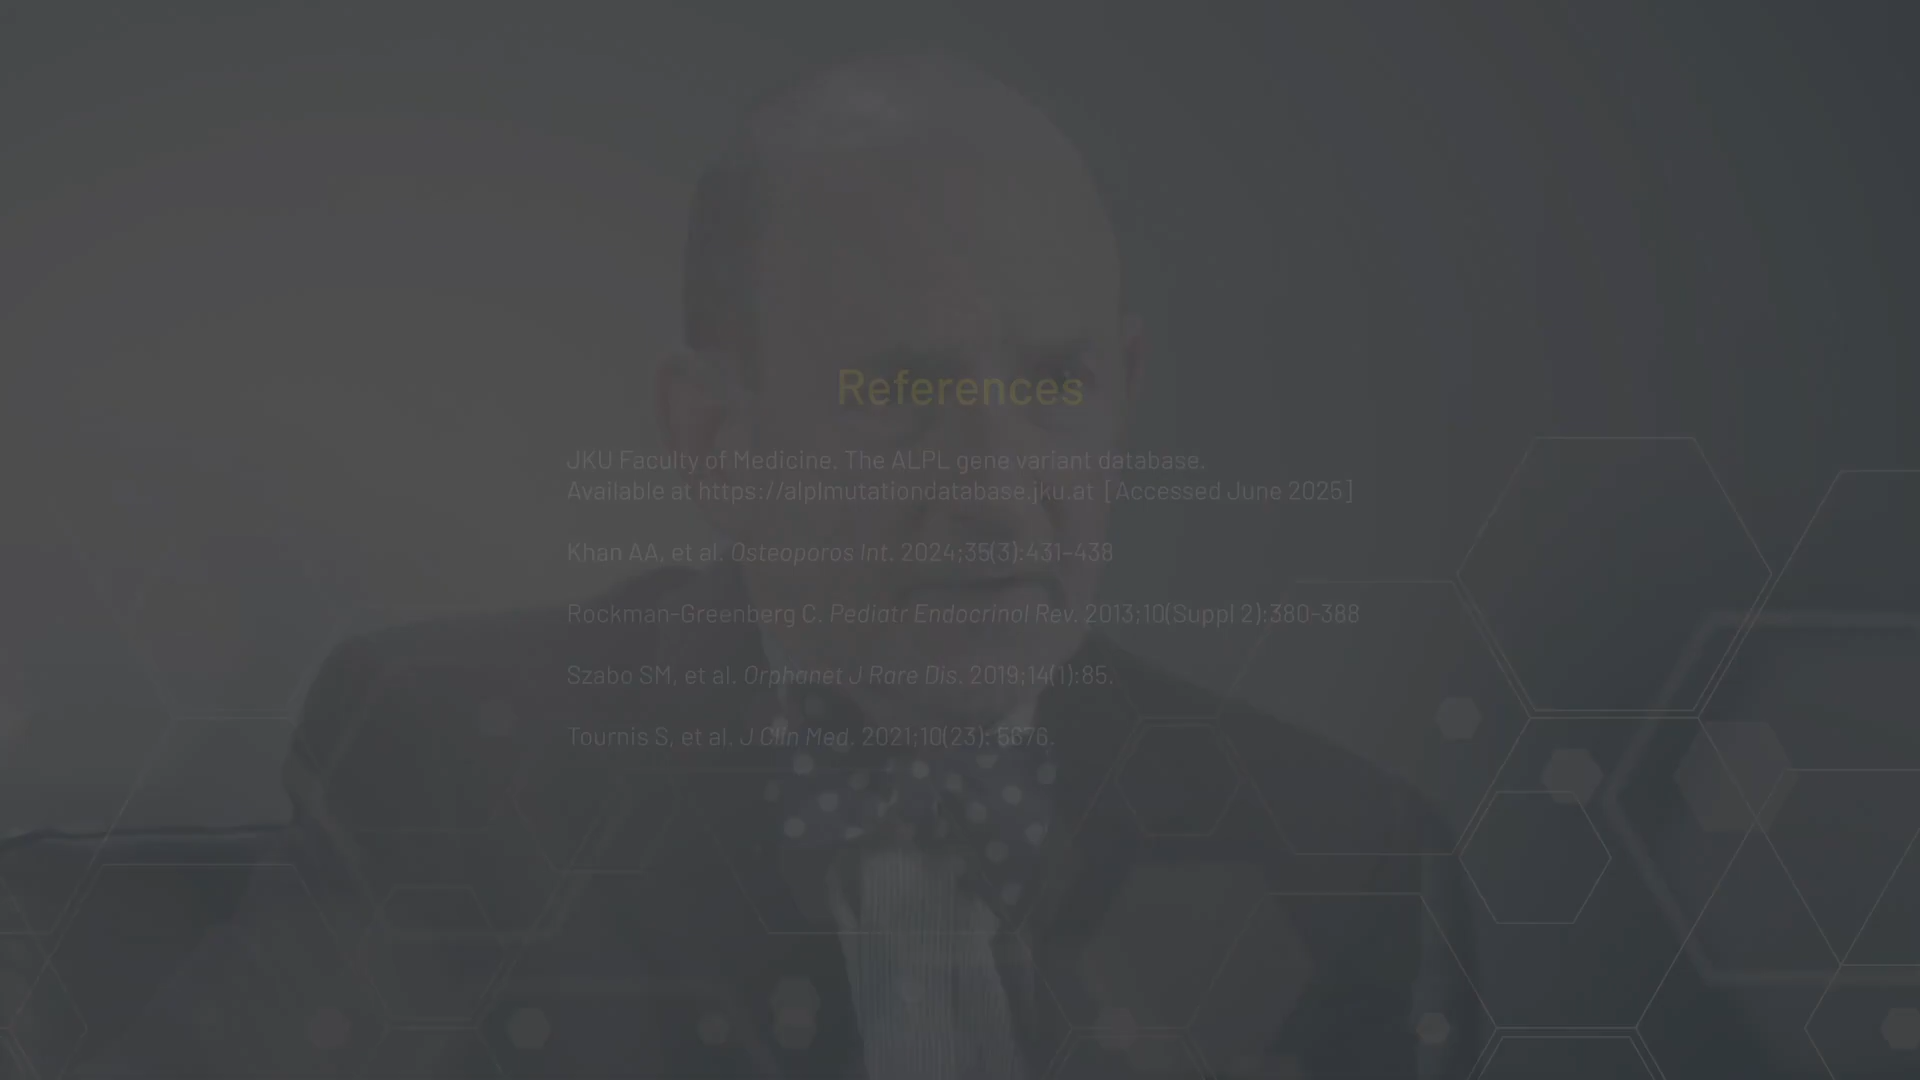 References
JKU Faculty of Medicine. The ALPL gene variant database.
Available at https://alplmutationdatabase.jku.at [Accessed June 2025]
Khan AA, et al. Osteoporos Int. 2024;35(3):431-438
Rockman-Greenberg C. Pediatr Endocrinol Rev. 2013;10(Suppl 2):380-388
Szabo SM, et al. Orphanet J Rare Dis. 2019;14(1):85.
Tournis S, et al. J Clin Med. 2021;10(23): 5676.